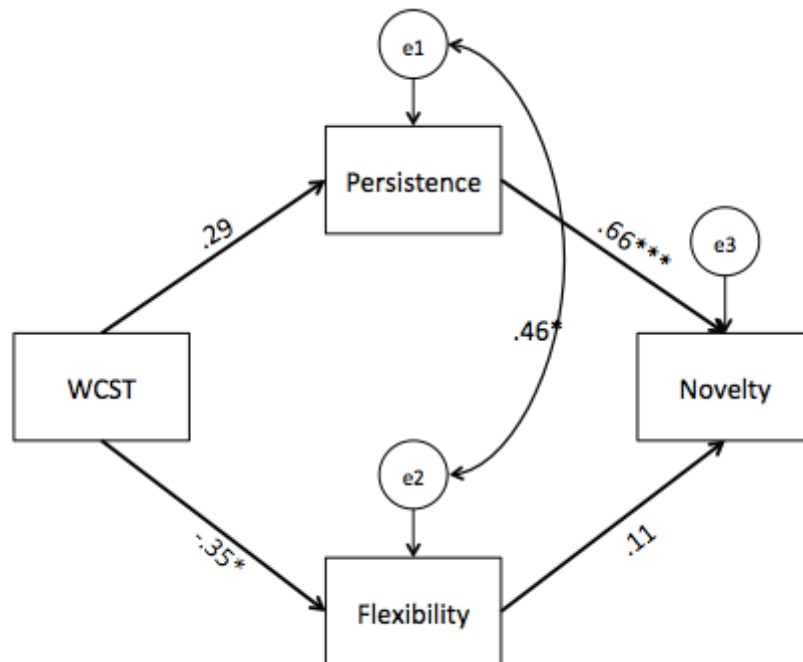 e1
Persistence
.29
.66***
e3
.46*
WCST
Novelty
e2
-.35*
.11
Flexibility